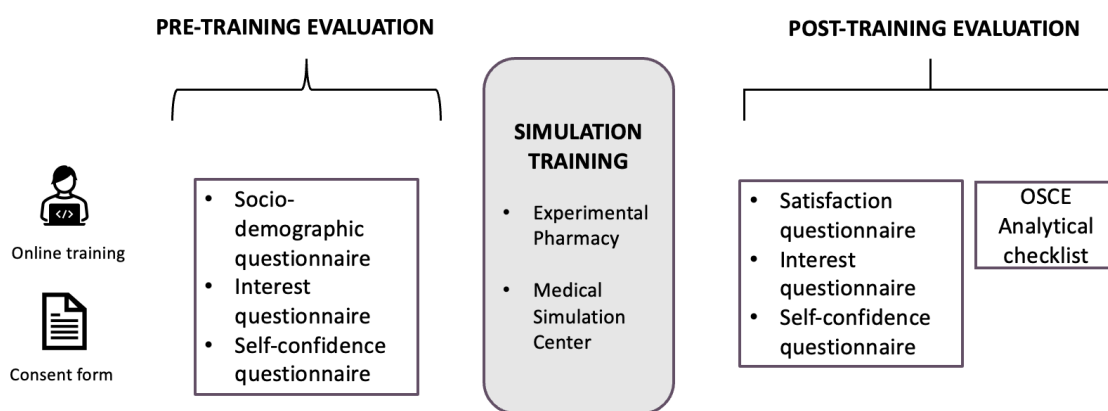 PRE-TRAINING EVALUATION
POST-TRAINING EVALUATION
</>
Online training
Consent form
• Socio-
demographic
questionnaire
• Interest
questionnaire
• Self-confidence
questionnaire
SIMULATION
TRAINING
• Experimental
Pharmacy
• Medical
Simulation
Center
• Satisfaction
questionnaire
• Interest
questionnaire
• Self-confidence
questionnaire
OSCE
Analytical
checklist